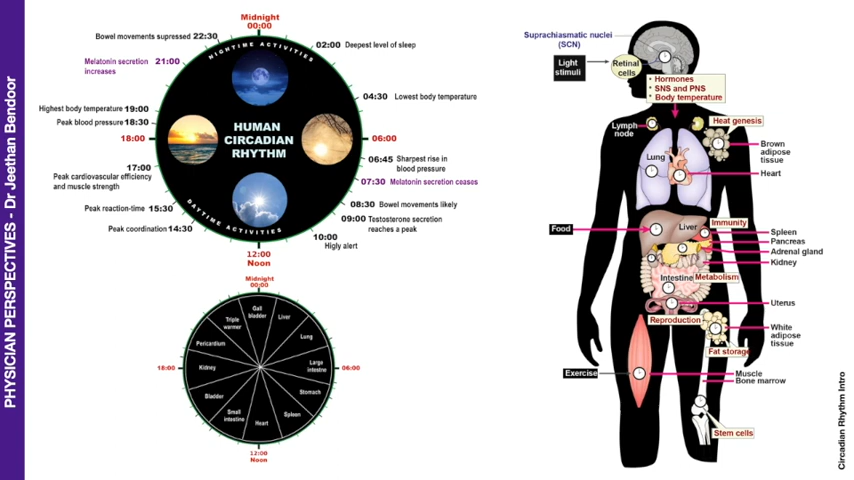 PHYSICIAN PERSPECTIVES - Dr Jeethan Bendoor
Midnight
00:00
NIGHTTIME ACTIVITIES
02:00 Deepest level of sleep
04:30 Lowest body temperature
06:00
06:45 Sharpest rise in
blood pressure
07:30 Melatonin secretion ceases
08:30 Bowel movements likely
09:00 Testosterone secretion
reaches a peak
10:00
Higly alert
12:00
Noon
DAYTIME ACTIVITIES
Peak coordination 14:30
Peak reaction-time 15:30
17:00
Peak cardiovascular efficiency
and muscle strength
18:00
Peak blood pressure 18:30
Highest body temperature 19:00
Melatonin secretion 21:00
increases
Bowel movements supressed 22:30
HUMAN
CIRCADIAN
RHYTHM
Midnight
00:00
Gall
bladder
Liver
Lung
Large
intestne
06:00
Stomach
Spleen
Heart
Small
intestine
Bladder
Kidney
18:00
Pericardium
Triple
warmer
12:00
Noon
Suprachiasmatic nuclei
(SCN)
Light
stimuli
Retinal
cells
• Hormones
• SNS and PNS
• Body temperature
Lymph
node
Heat genesis
Brown
adipose
tissue
Lung
Heart
Food
Liver
Immunity
Spleen
Pancreas
Adrenal gland
Kidney
Intestine
Metabolism
Uterus
Reproduction
White
adipose
tissue
Fat storage
Exercise
Muscle
Bone marrow
Stem cells
Circadian Rhythm Intro